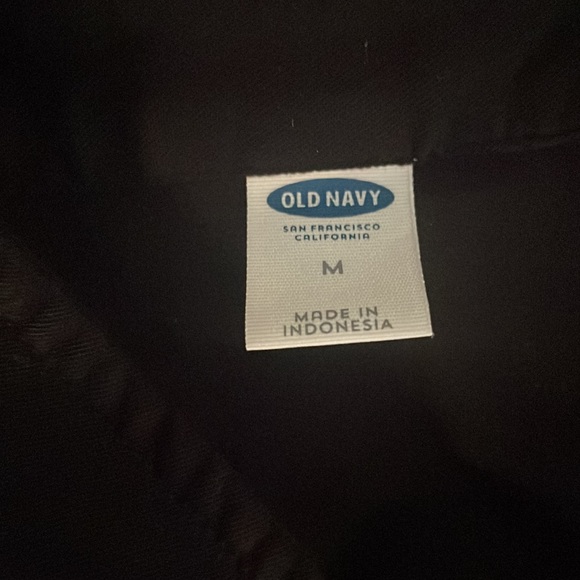 OLD NAVY
SAN FRANCISCO
CALIFORNIA
M
MADE IN
INDONESIA